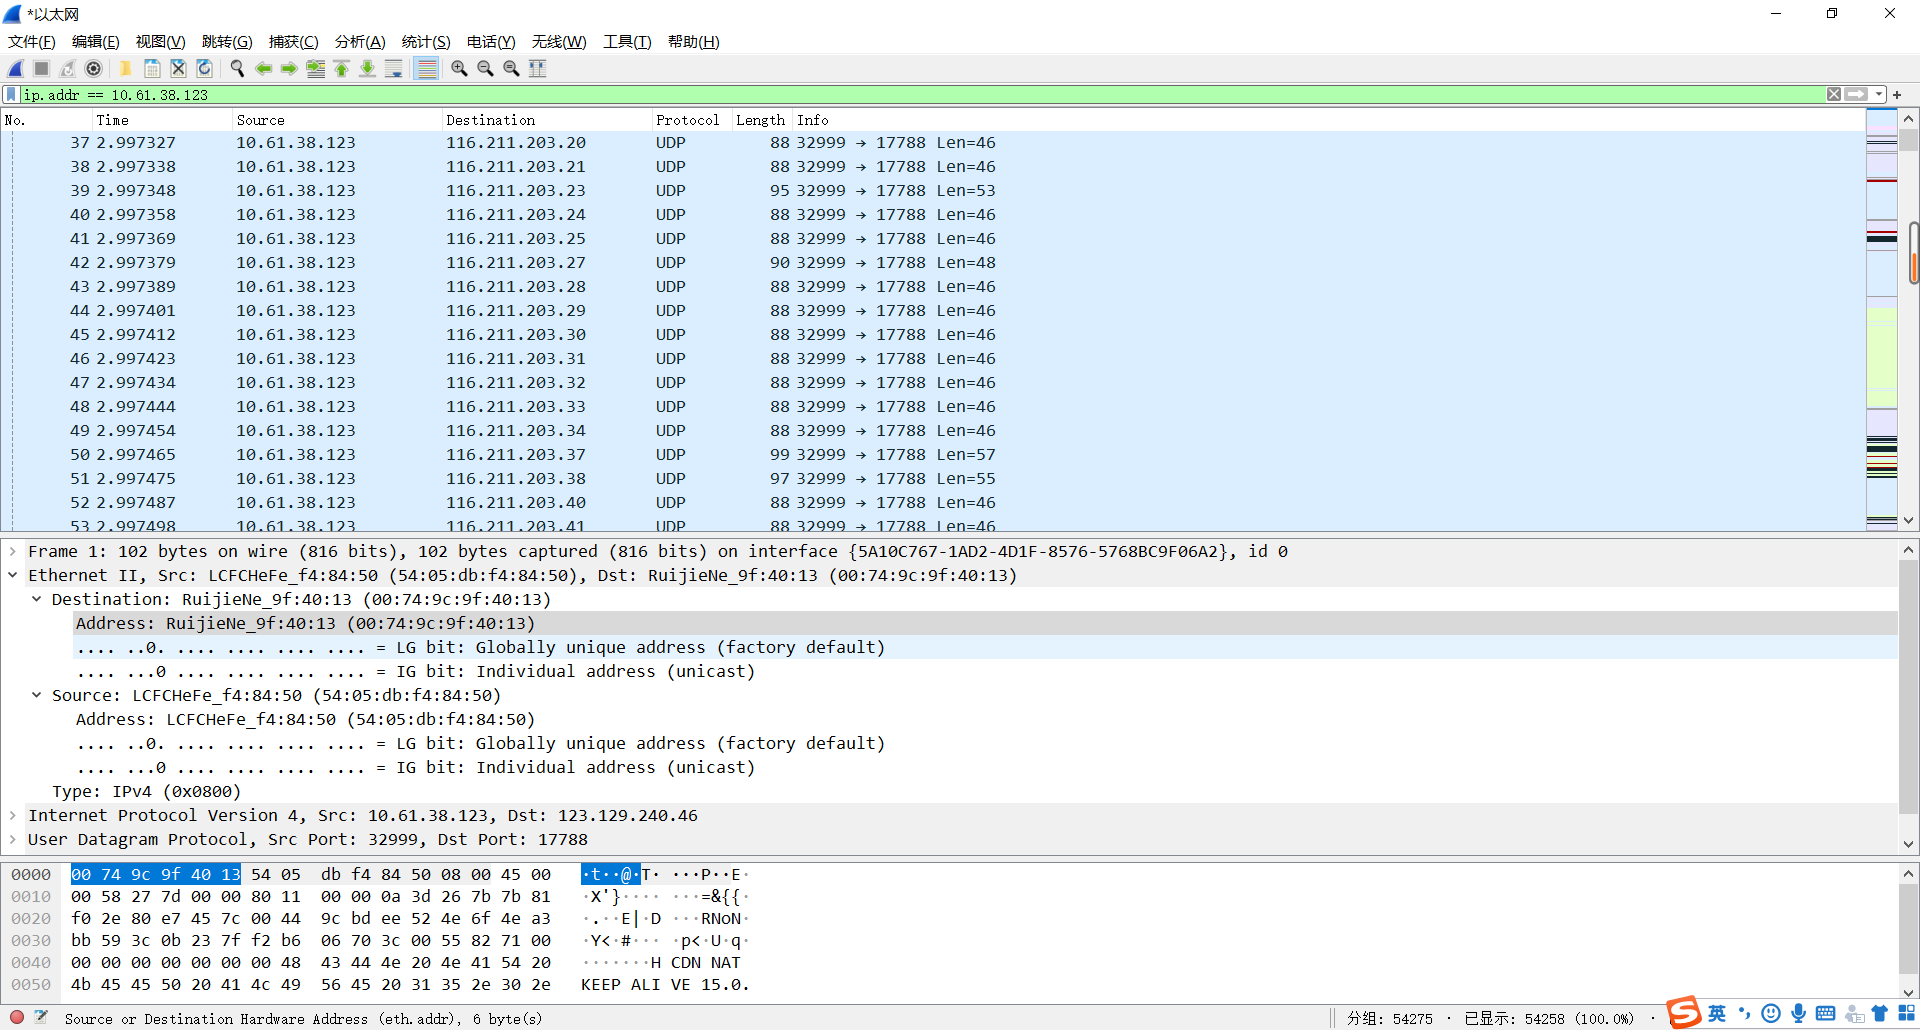 *以太网
文件(F) 编辑(E) 视图(V) 跳转(G) 捕获(C) 分析(A) 统计(S) 电话(Y) 无线(W) 工具(T) 帮助(H)
ip.addr == 10.61.38.123
No. Time Source Destination Protocol Length Info
37 2.997327 10.61.38.123 116.211.203.20 UDP 88 32999 → 17788 Len=46
38 2.997338 10.61.38.123 116.211.203.21 UDP 88 32999 → 17788 Len=46
39 2.997348 10.61.38.123 116.211.203.23 UDP 95 32999 → 17788 Len=53
40 2.997358 10.61.38.123 116.211.203.24 UDP 88 32999 → 17788 Len=46
41 2.997369 10.61.38.123 116.211.203.25 UDP 88 32999 → 17788 Len=46
42 2.997379 10.61.38.123 116.211.203.27 UDP 90 32999 → 17788 Len=48
43 2.997389 10.61.38.123 116.211.203.28 UDP 88 32999 → 17788 Len=46
44 2.997401 10.61.38.123 116.211.203.29 UDP 88 32999 → 17788 Len=46
45 2.997412 10.61.38.123 116.211.203.30 UDP 88 32999 → 17788 Len=46
46 2.997423 10.61.38.123 116.211.203.31 UDP 88 32999 → 17788 Len=46
47 2.997434 10.61.38.123 116.211.203.32 UDP 88 32999 → 17788 Len=46
48 2.997444 10.61.38.123 116.211.203.33 UDP 88 32999 → 17788 Len=46
49 2.997454 10.61.38.123 116.211.203.34 UDP 88 32999 → 17788 Len=46
50 2.997465 10.61.38.123 116.211.203.37 UDP 99 32999 → 17788 Len=57
51 2.997475 10.61.38.123 116.211.203.38 UDP 97 32999 → 17788 Len=55
52 2.997487 10.61.38.123 116.211.203.40 UDP 88 32999 → 17788 Len=46
53 2.997498 10.61.38.123 116.211.203.41 UDP 88 32999 → 17788 Len=46
Frame 1: 102 bytes on wire (816 bits), 102 bytes captured (816 bits) on interface {5A10C767-1AD2-4D1F-8576-5768BC9F06A2}, id 0
Ethernet II, Src: LCFCHeFe_f4:84:50 (54:05:db:f4:84:50), Dst: RuijieNe_9f:40:13 (00:74:9c:9f:40:13)
Destination: RuijieNe_9f:40:13 (00:74:9c:9f:40:13)
Address: RuijieNe_9f:40:13 (00:74:9c:9f:40:13)
.... ..0. .... .... .... .... = LG bit: Globally unique address (factory default)
.... ...0 .... .... .... .... = IG bit: Individual address (unicast)
Source: LCFCHeFe_f4:84:50 (54:05:db:f4:84:50)
Address: LCFCHeFe_f4:84:50 (54:05:db:f4:84:50)
.... ..0. .... .... .... .... = LG bit: Globally unique address (factory default)
.... ...0 .... .... .... .... = IG bit: Individual address (unicast)
Type: IPv4 (0x0800)
Internet Protocol Version 4, Src: 10.61.38.123, Dst: 123.129.240.46
User Datagram Protocol, Src Port: 32999, Dst Port: 17788
0000 00 74 9c 9f 40 13 54 05 db f4 84 50 08 00 45 00 ·t··@·T· ···P··E·
0010 00 58 27 7d 00 00 80 11 00 00 0a 3d 26 7b 7b 81 ·X'}···· ···=&{{·
0020 f0 2e 80 e7 45 7c 00 44 9c bd ee 52 4e 6f 4e a3 ·.··E|·D ···RNoN·
0030 bb 59 3c 0b 23 7f f2 b6 06 70 3c 00 55 82 71 00 ·Y<·#··· ·p<·U·q·
0040 00 00 00 00 00 00 00 48 43 44 4e 20 4e 41 54 20 ·······H CDN NAT
0050 4b 45 45 50 20 41 4c 49 56 45 20 31 35 2e 30 2e KEEP ALI VE 15.0.
Source or Destination Hardware Address (eth.addr), 6 byte(s) 分组: 54275 · 已显示: 54258 (100.0%) · S 英